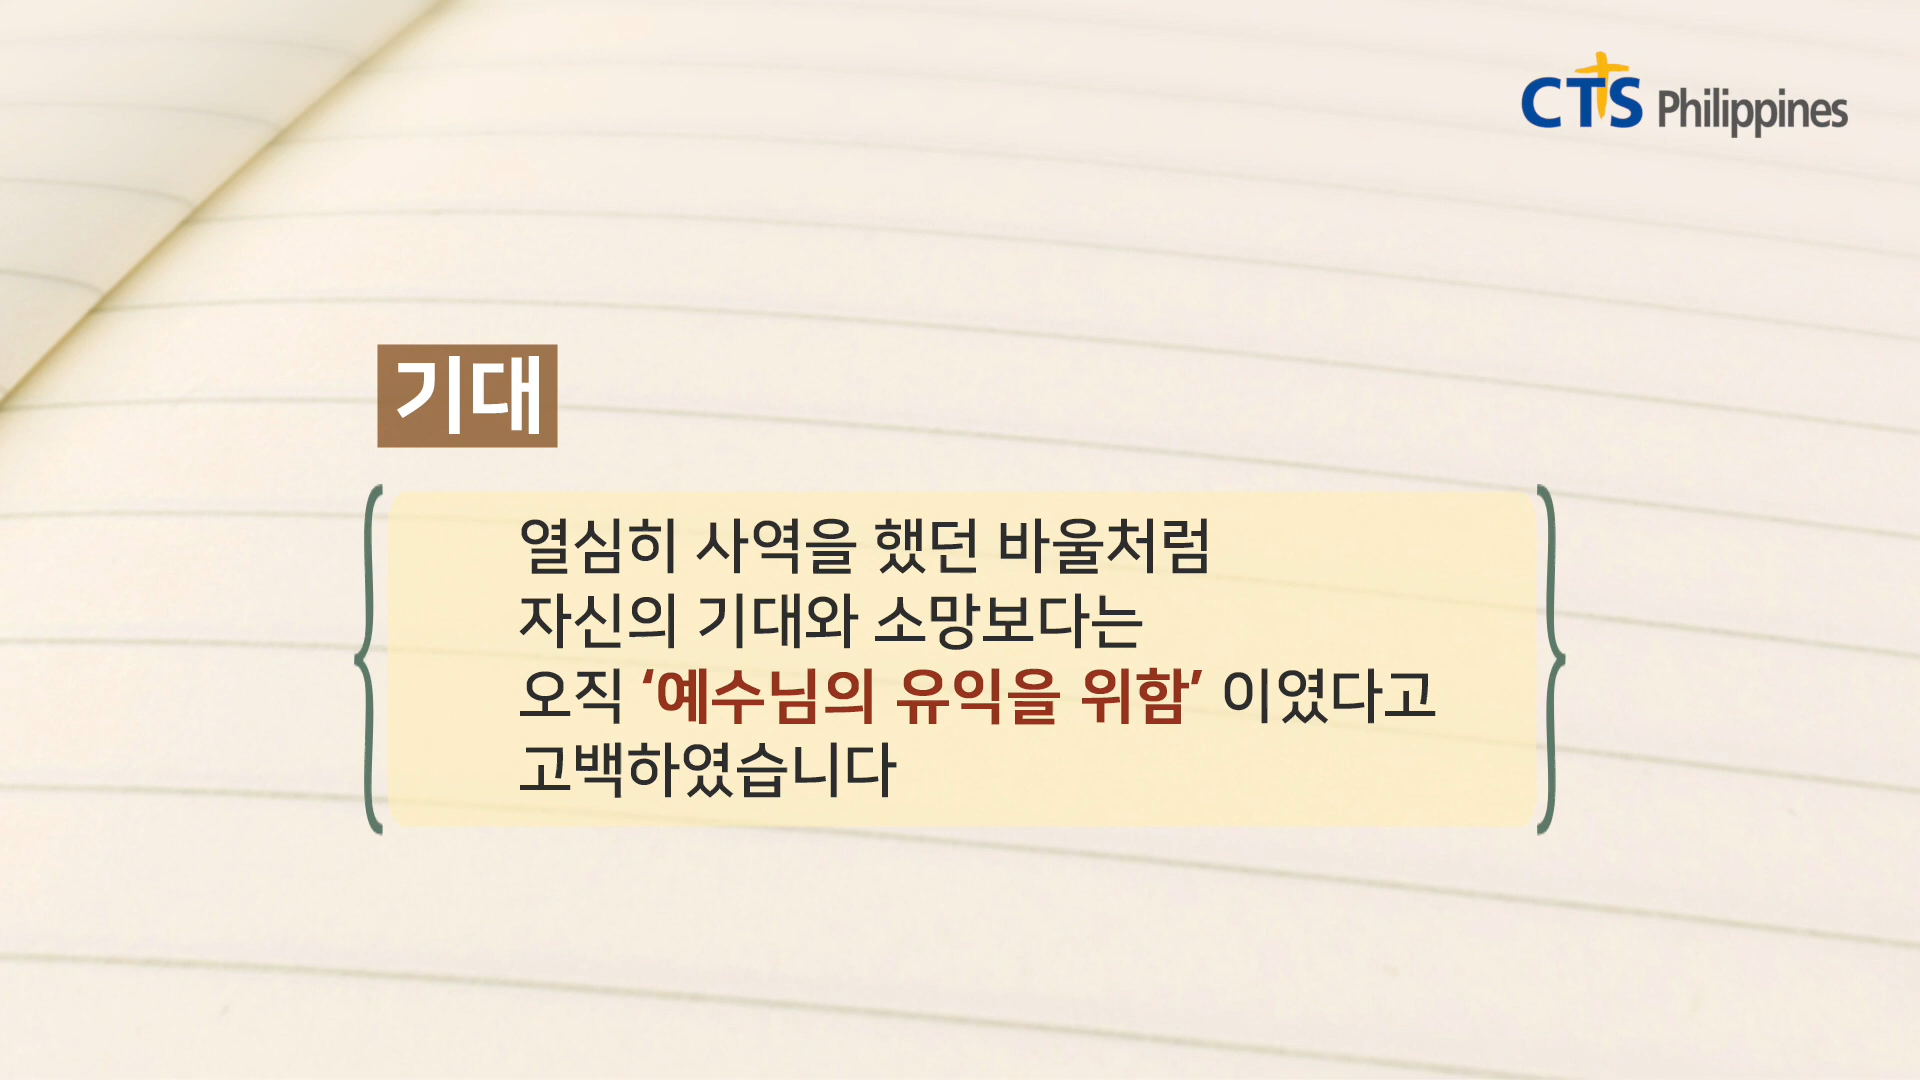 CTS Philippines
기대
열심히 사역을 했던 바울처럼
자신의 기대와 소망보다는
오직 ‘예수님의 유익을 위함’ 이였다고
고백하였습니다